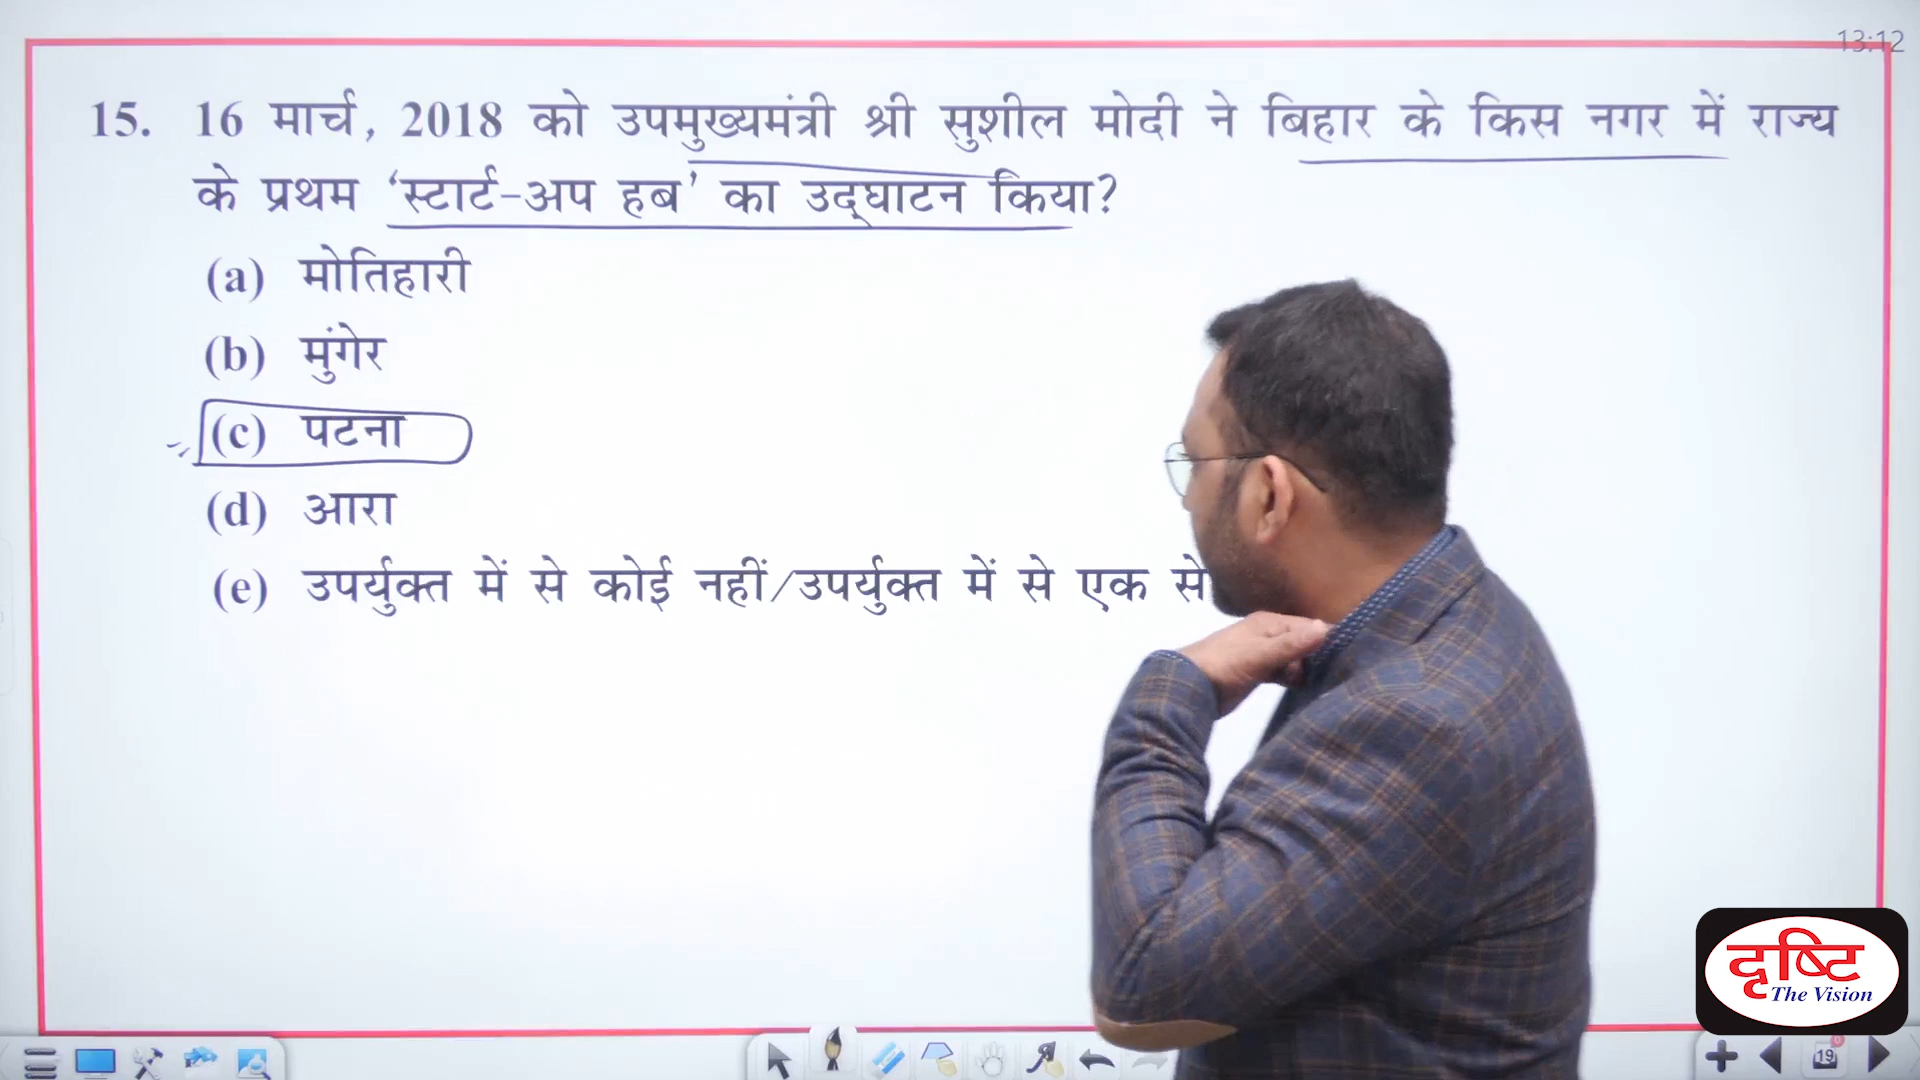 13:12
15. 16 मार्च, 2018 को उपमुख्यमंत्री श्री सुशील मोदी ने बिहार के किस नगर में राज्य
के प्रथम ‘स्टार्ट-अप हब’ का उद्घाटन किया?
(a) मोतिहारी
(b) मुंगेर
(c) पटना
(d) आरा
(e) उपर्युक्त में से कोई नहीं/उपर्युक्त में से एक से
दृष्टि
The Vision
19